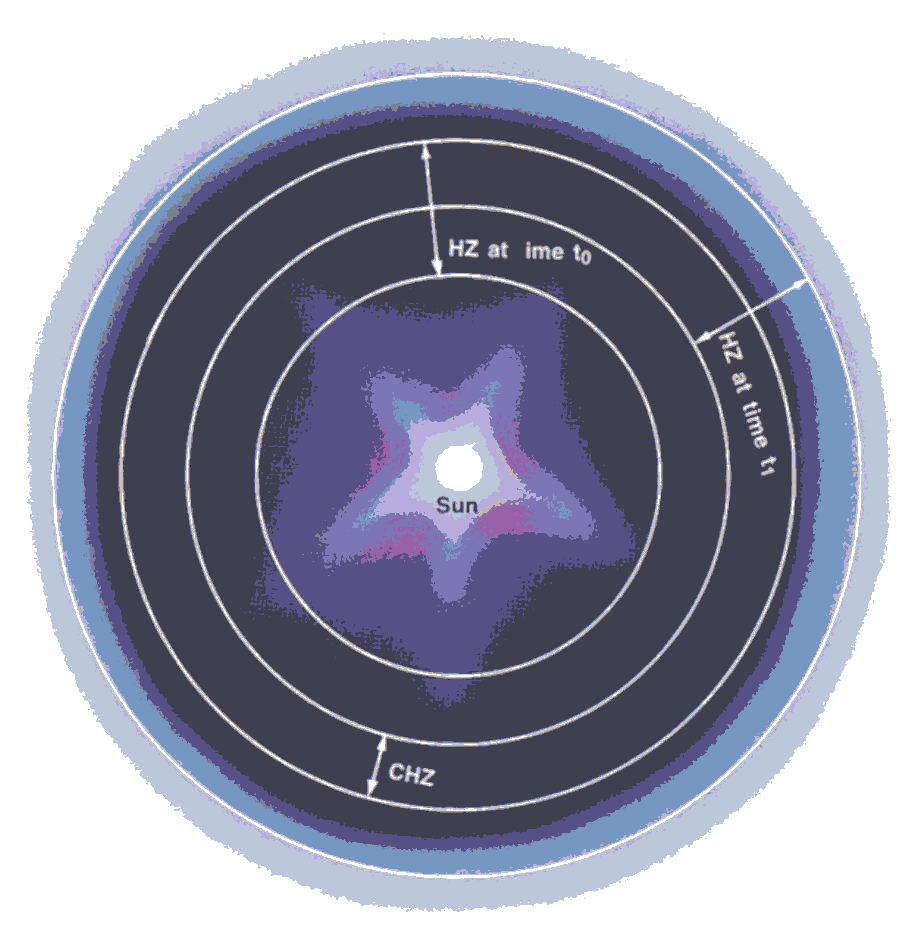 HZ at ime t0
HZ at time t1
Sun
CHZ